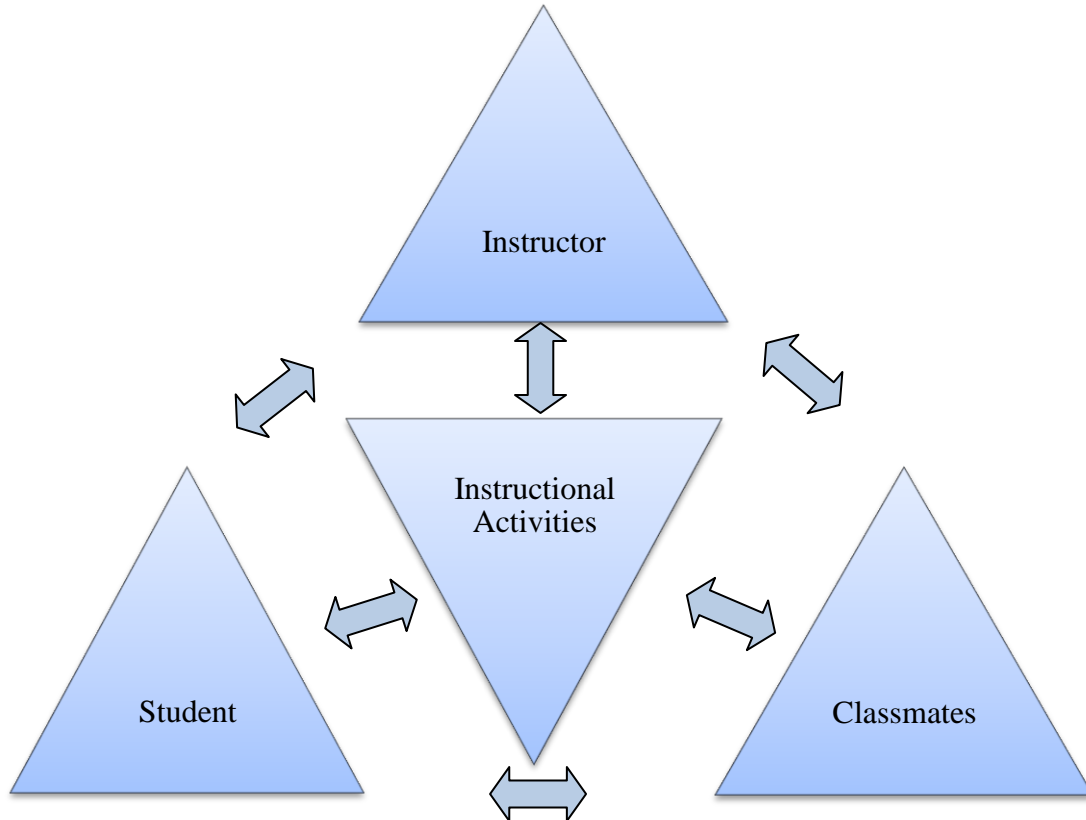 Instructor
Instructional
Activities
Student
Classmates